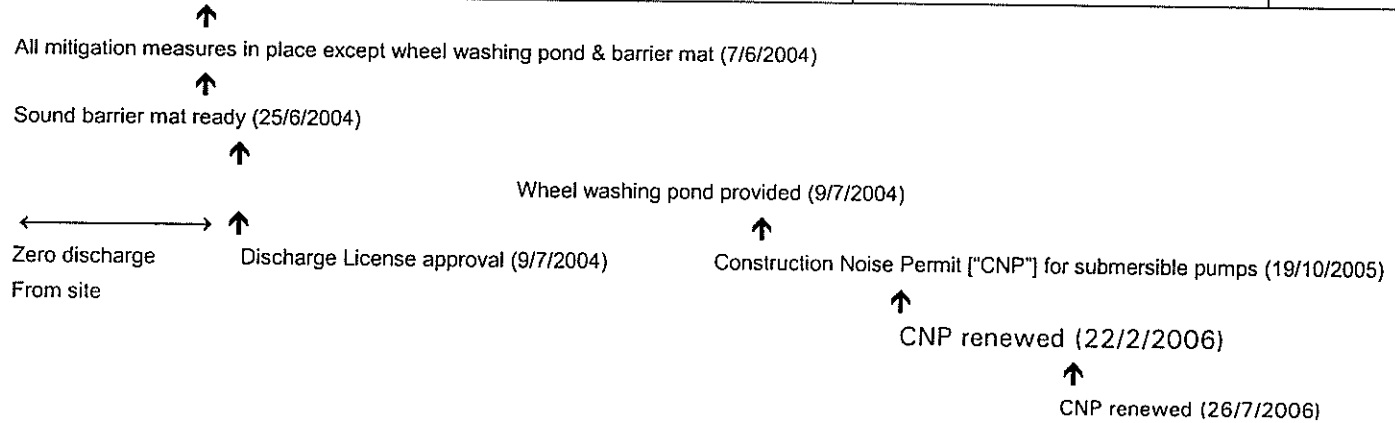 All mitigation measures in place except wheel washing pond & barrier mat (7/6/2004)
Sound barrier mat ready (25/6/2004)
Wheel washing pond provided (9/7/2004)
Zero discharge
From site
Discharge License approval (9/7/2004)
Construction Noise Permit ["CNP"] for submersible pumps (19/10/2005)
CNP renewed (22/2/2006)
CNP renewed (26/7/2006)